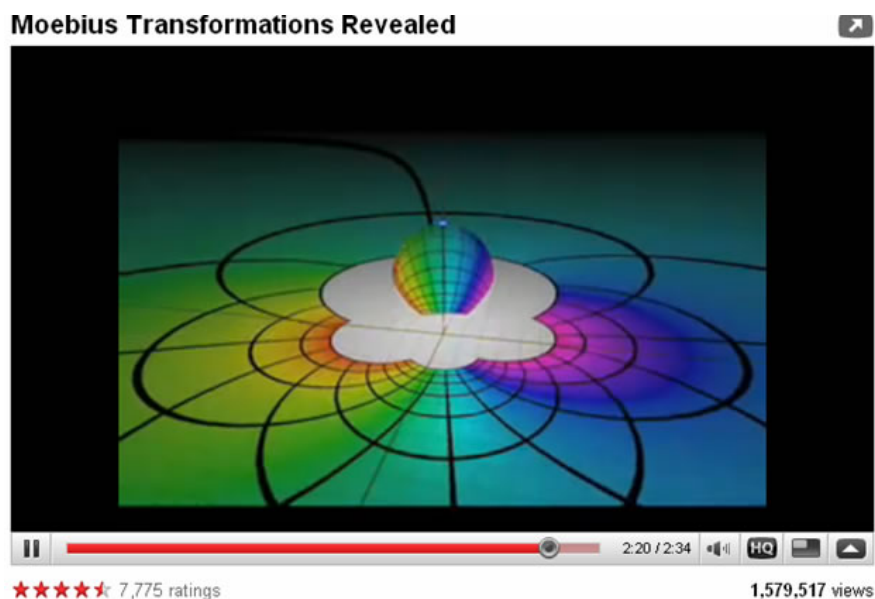 Moebius Transformations Revealed
2:20 / 2:34 HQ
7,775 ratings 1,579,517 views